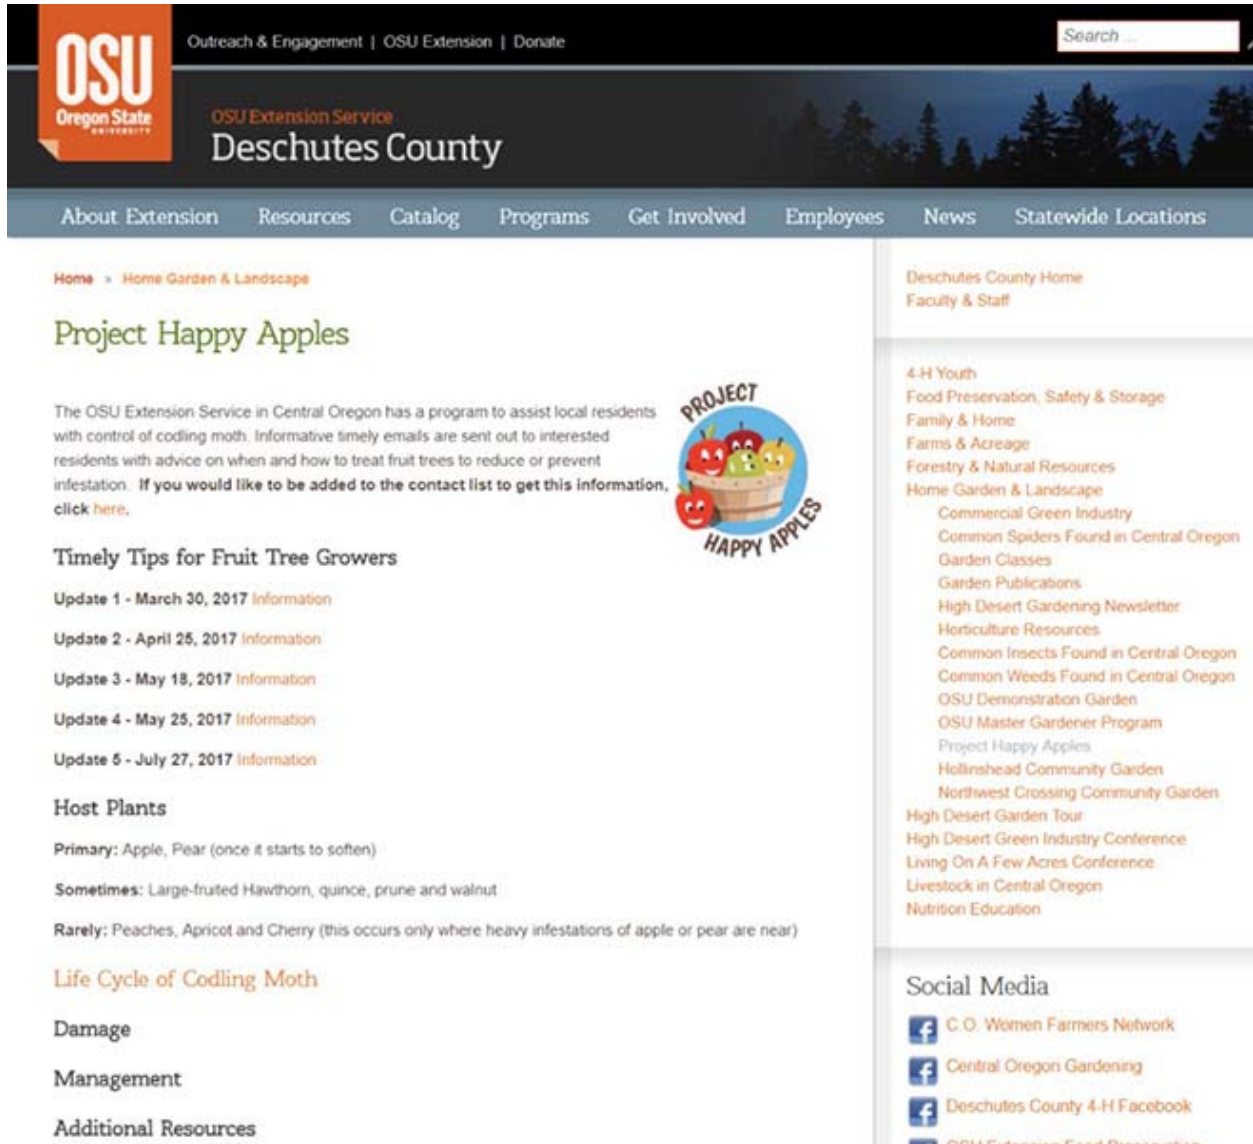 OSU
Oregon State
UNIVERSITY
Outreach & Engagement | OSU Extension | Donate
Search ...
OSU Extension Service
Deschutes County
About Extension Resources Catalog Programs Get Involved Employees News Statewide Locations
Home » Home Garden & Landscape
Project Happy Apples
The OSU Extension Service in Central Oregon has a program to assist local residents
with control of codling moth. Informative timely emails are sent out to interested
residents with advice on when and how to treat fruit trees to reduce or prevent
infestation. If you would like to be added to the contact list to get this information,
click here.
PROJECT
HAPPY APPLES
Timely Tips for Fruit Tree Growers
Update 1 - March 30, 2017 Information
Update 2 - April 25, 2017 Information
Update 3 - May 18, 2017 Information
Update 4 - May 25, 2017 Information
Update 5 - July 27, 2017 Information
Host Plants
Primary: Apple, Pear (once it starts to soften)
Sometimes: Large-fruited Hawthorn, quince, prune and walnut
Rarely: Peaches, Apricot and Cherry (this occurs only where heavy infestations of apple or pear are near)
Life Cycle of Codling Moth
Damage
Management
Additional Resources
Deschutes County Home
Faculty & Staff
4-H Youth
Food Preservation, Safety & Storage
Family & Home
Farms & Acreage
Forestry & Natural Resources
Home Garden & Landscape
Commercial Green Industry
Common Spiders Found in Central Oregon
Garden Classes
Garden Publications
High Desert Gardening Newsletter
Horticulture Resources
Common Insects Found in Central Oregon
Common Weeds Found in Central Oregon
OSU Demonstration Garden
OSU Master Gardener Program
Project Happy Apples
Hollinshead Community Garden
Northwest Crossing Community Garden
High Desert Garden Tour
High Desert Green Industry Conference
Living On A Few Acres Conference
Livestock in Central Oregon
Nutrition Education
Social Media
C.O. Women Farmers Network
Central Oregon Gardening
Deschutes County 4-H Facebook
OSU Extension Food Preservation